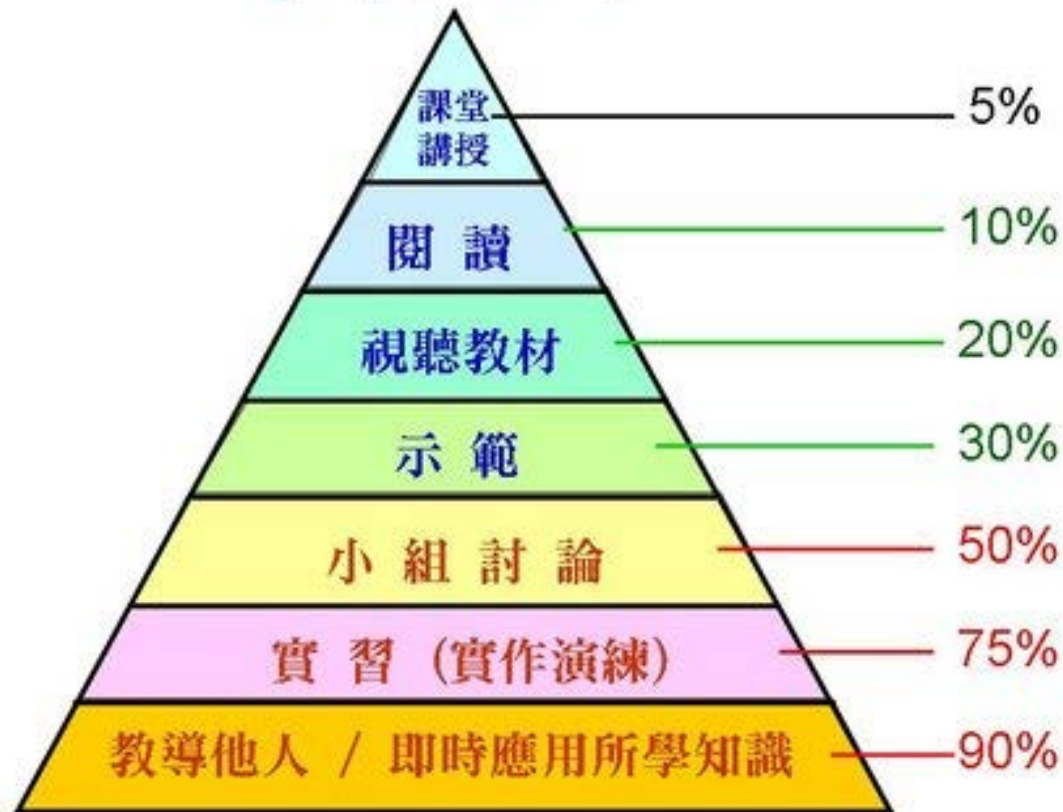 課堂
講授
5%
閱 讀
10%
視聽教材
20%
示 範
30%
小 組 討 論
50%
實 習 (實作演練)
75%
教導他人 / 即時應用所學知識
90%